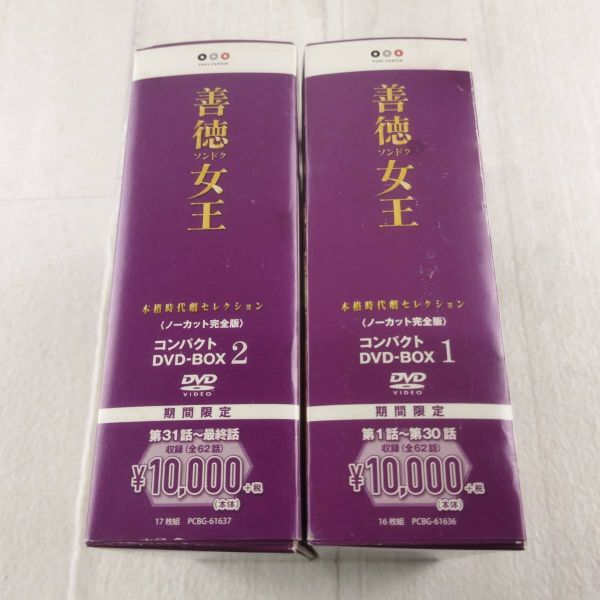 PONY CANYON
善徳女王
ソンドク
本格時代劇セレクション
〈ノーカット完全版〉
コンパクト
DVD-BOX 2
DVD
VIDEO
期間限定
第31話～最終話
収録(全62話)
¥10,000+税
(本体)
17枚組 PCBG-61637
PONY CANYON
善徳女王
ソンドク
本格時代劇セレクション
〈ノーカット完全版〉
コンパクト
DVD-BOX 1
DVD
VIDEO
期間限定
第1話～第30話
収録(全62話)
¥10,000+税
(本体)
16枚組 PCBG-61636